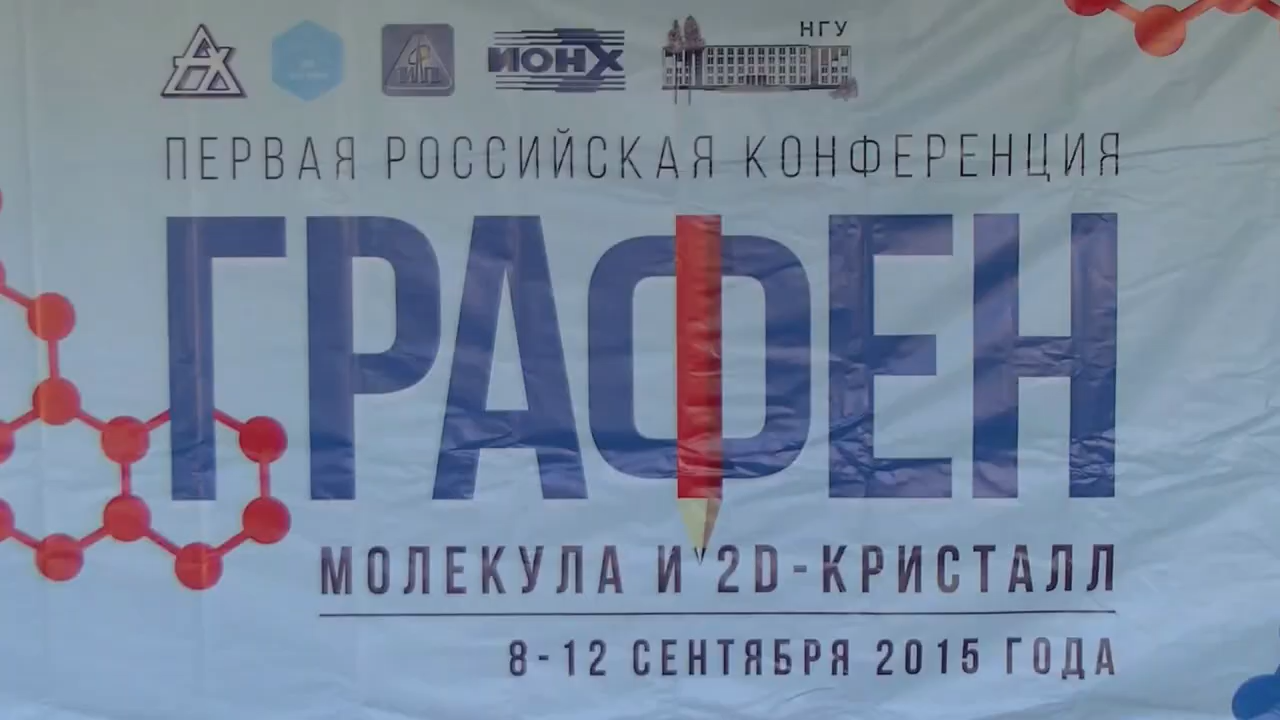 НГУ
ИОНХ
ПЕРВАЯ РОССИЙСКАЯ КОНФЕРЕНЦИЯ
ГРАФЕН
МОЛЕКУЛА И 2D-КРИСТАЛЛ
8-12 СЕНТЯБРЯ 2015 ГОДА